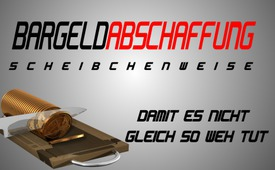 BARGELDABSCHAFFUNG
SCHEIBCHENWEISE
DAMIT ES NICHT
GLEICH SO WEH TUT